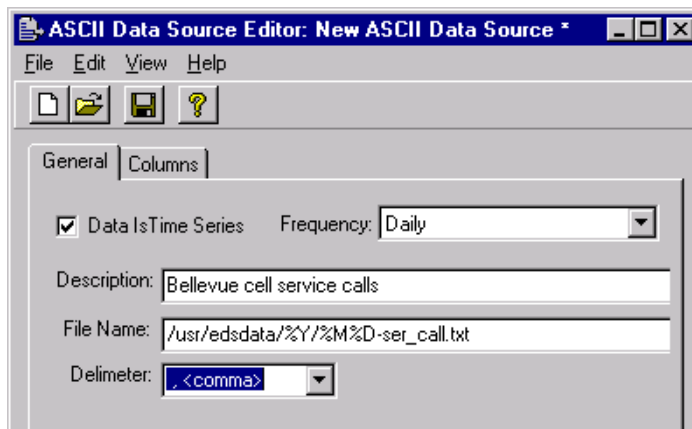 ASCII Data Source Editor: New ASCII Data Source *
File Edit View Help
General Columns
Data IsTime Series Frequency: Daily
Description: Bellevue cell service calls
File Name: /usr/edsdata/%Y/%M%D-ser_call.txt
Delimeter: , <comma>